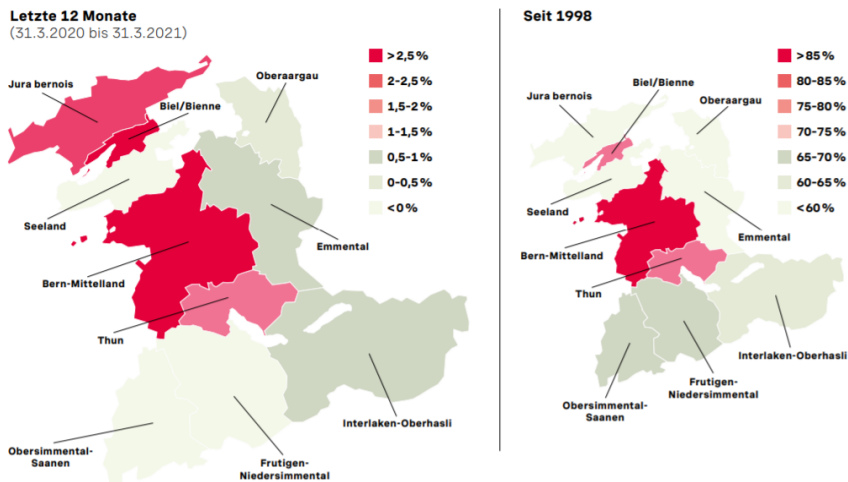 Letzte 12 Monate
(31.3.2020 bis 31.3.2021)
>2,5%
2-2,5%
1,5-2%
1-1,5%
0,5-1%
0-0,5%
<0%
Jura bernois
Biel/Bienne
Oberaargau
Seeland
Emmental
Bern-Mittelland
Thun
Interlaken-Oberhasli
Obersimmental-
Saanen
Frutigen-
Niedersimmental
Seit 1998
>85%
80-85%
75-80%
70-75%
65-70%
60-65%
<60%
Biel/Bienne
Jura bernois
Oberaargau
Seeland
Emmental
Bern-Mittelland
Thun
Interlaken-Oberhasli
Frutigen-
Niedersimmental
Obersimmental-
Saanen